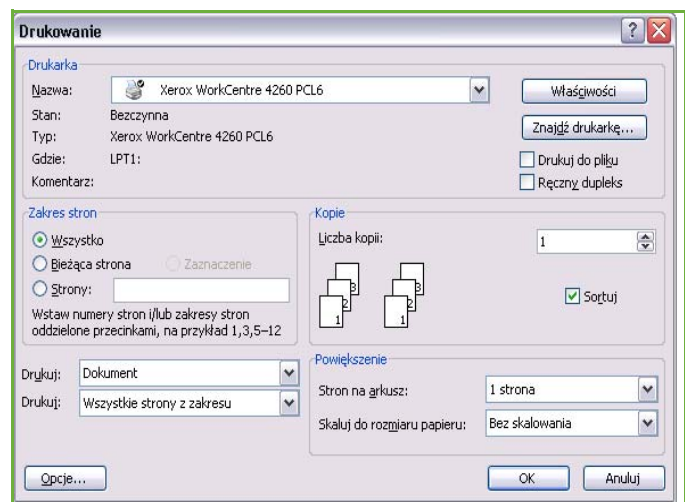 Drukowanie
Drukarka
Nazwa: Xerox WorkCentre 4260 PCL6
Właściwości
Stan: Bezczynna
Typ: Xerox WorkCentre 4260 PCL6
Znajdź drukarkę...
Gdzie: LPT1:
Drukuj do pliku
Komentarz:
Ręczny dupleks
Zakres stron
Wszystko
Bieżąca strona Zaznaczenie
Strony:
Wstaw numery stron i/lub zakresy stron
oddzielone przecinkami, na przykład 1,3,5–12
Kopie
Liczba kopii: 1
3 3
2 2
1 1
Sortuj
Drukuj: Dokument
Drukuj: Wszystkie strony z zakresu
Powiększenie
Stron na arkusz: 1 strona
Skaluj do rozmiaru papieru: Bez skalowania
Opcje...
OK Anuluj